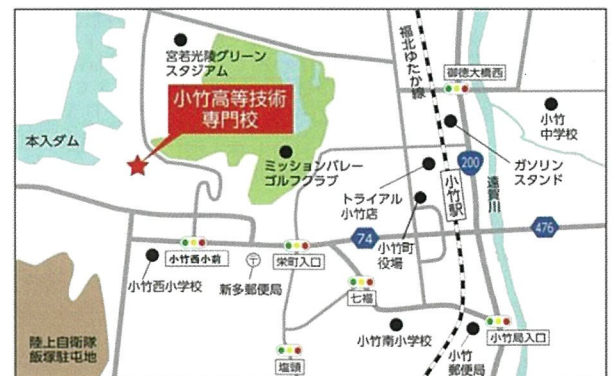 宮若光陵グリーン
スタジアム
福北ゆたか線
御徳大橋西
小竹高等技術
専門校
小竹
中学校
本入ダム
ミッションバレー
ゴルフクラブ
ガソリン
スタンド
200
トライアル
小竹店
小竹駅
遠賀川
小竹町
役場
74
476
小竹西小前
栄町入口
小竹西小学校
新多郵便局
七福
陸上自衛隊
飯塚駐屯地
小竹南小学校
小竹局入口
小竹
郵便局
塩頭